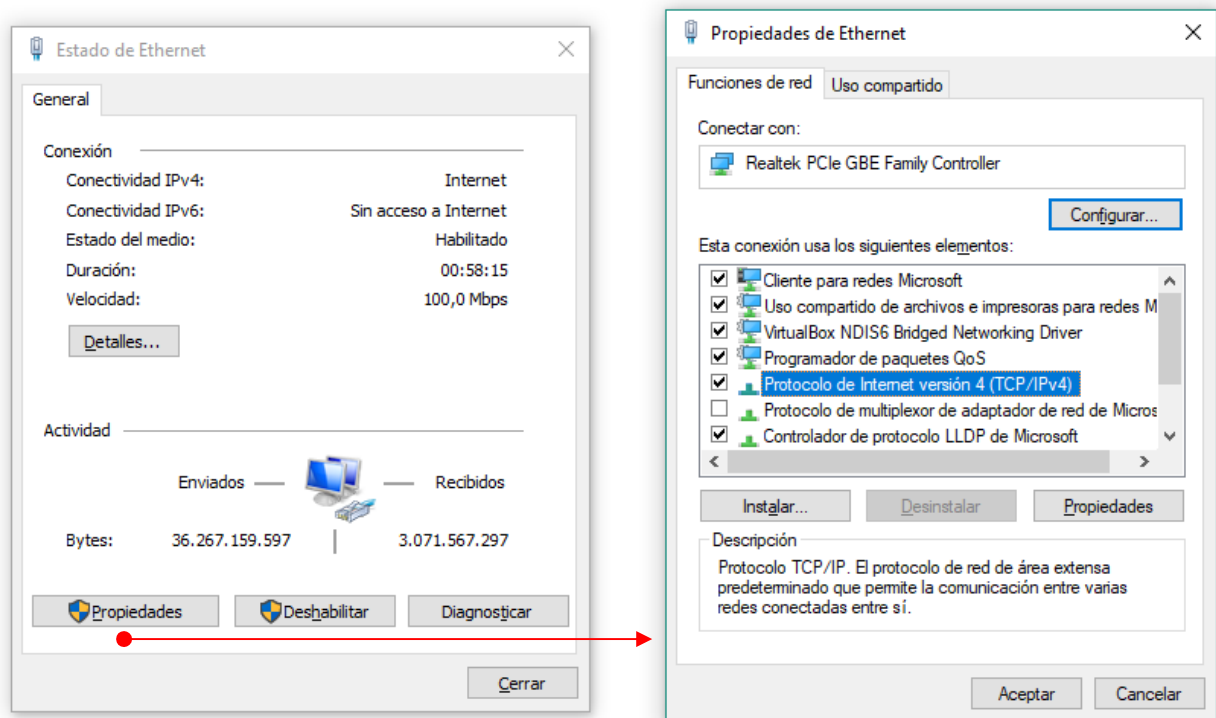 Estado de Ethernet
General
Conexión
Conectividad IPv4: Internet
Conectividad IPv6: Sin acceso a Internet
Estado del medio: Habilitado
Duración: 00:58:15
Velocidad: 100,0 Mbps
Detalles...
Actividad
Enviados Recibidos
Bytes: 36.267.159.597 3.071.567.297
Propiedades Deshabilitar Diagnosticar
Cerrar
Propiedades de Ethernet
Funciones de red Uso compartido
Conectar con:
Realtek PCIe GBE Family Controller
Configurar...
Esta conexión usa los siguientes elementos:
Cliente para redes Microsoft
Uso compartido de archivos e impresoras para redes M
VirtualBox NDIS6 Bridged Networking Driver
Programador de paquetes QoS
Protocolo de Internet versión 4 (TCP/IPv4)
Protocolo de multiplexor de adaptador de red de Micros
Controlador de protocolo LLDP de Microsoft
Instalar... Desinstalar Propiedades
Descripción
Protocolo TCP/IP. El protocolo de red de área extensa
predeterminado que permite la comunicación entre varias
redes conectadas entre sí.
Aceptar Cancelar